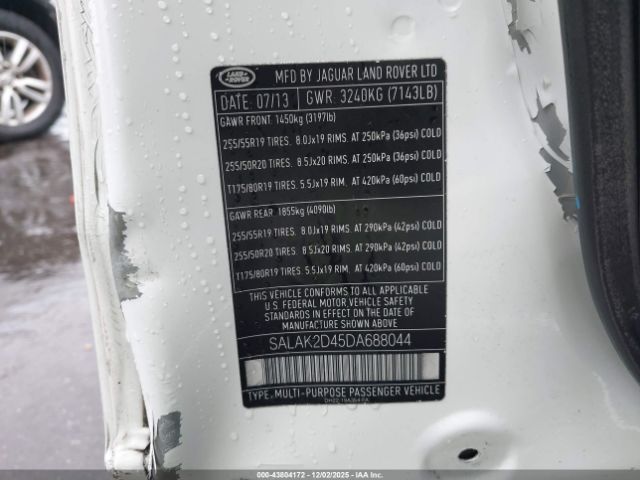 LAND
ROVER
MFD BY JAGUAR LAND ROVER LTD
DATE: 07/13 GWR: 3240KG (7143LB)
GAWR FRONT. 1450kg (3197lb)
255/55R19 TIRES. 8.0Jx19 RIMS. AT 250kPa (36psi) COLD
255/50R20 TIRES. 8.5Jx20 RIMS. AT 250kPa (36psi) COLD
T175/80R19 TIRES. 5.5Jx19 RIM. AT 420kPa (60psi) COLD
GAWR REAR. 1855kg (4090lb)
255/55R19 TIRES. 8.0Jx19 RIMS. AT 290kPa (42psi) COLD
255/50R20 TIRES. 8.5Jx20 RIMS. AT 290kPa (42psi) COLD
T175/80R19 TIRES 5.5Jx19 RIM. AT 420kPa (60psi) COLD
THIS VEHICLE CONFORMS TO ALL APPLICABLE
U.S. FEDERAL MOTOR VEHICLE SAFETY
STANDARDS IN EFFECT ON THE DATE OF
MANUFACTURE SHOWN ABOVE.
SALAK2D45DA688044
TYPE: MULTI-PURPOSE PASSENGER VEHICLE
000-43804172 | 12/02/2025 - IAAI.COM